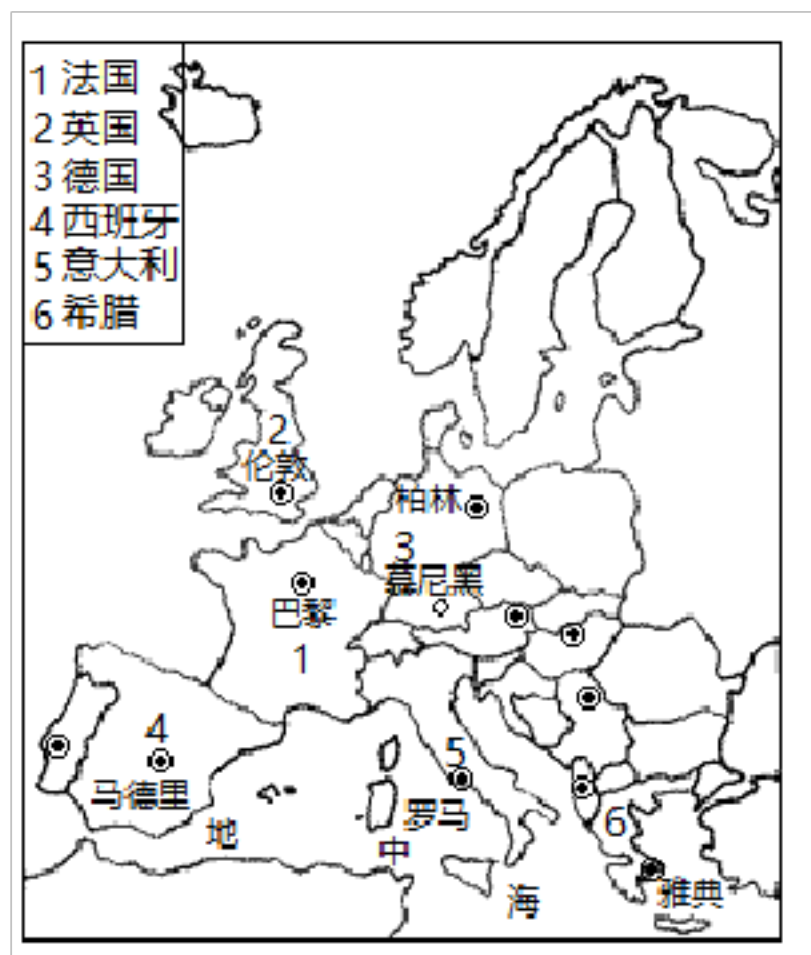 1 法国
2 英国
3 德国
4 西班牙
5 意大利
6 希腊
2
伦敦
柏林
3
慕尼黑
巴黎
1
4
马德里
5
罗马
6
地
中
海
雅典